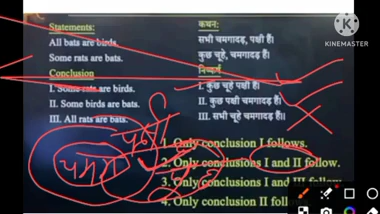 Statements:
All bats are birds.
Some rats are bats.
Conclusion
I. Some rats are birds.
II. Some birds are bats.
III. All rats are bats.
कथन:
सभी चमगादड़, पक्षी हैं।
कुछ चूहे, चमगादड़ हैं।
निष्कर्ष
I. कुछ चूहे पक्षी हैं।
II. कुछ पक्षी चमगादड़ हैं।
III. सभी चूहे चमगादड़ हैं।
1. Only conclusion I follows.
2. Only conclusions I and II follow.
3. Only conclusions I and III follow
4. Only conclusion II follows
पक्षी
KINEMASTER